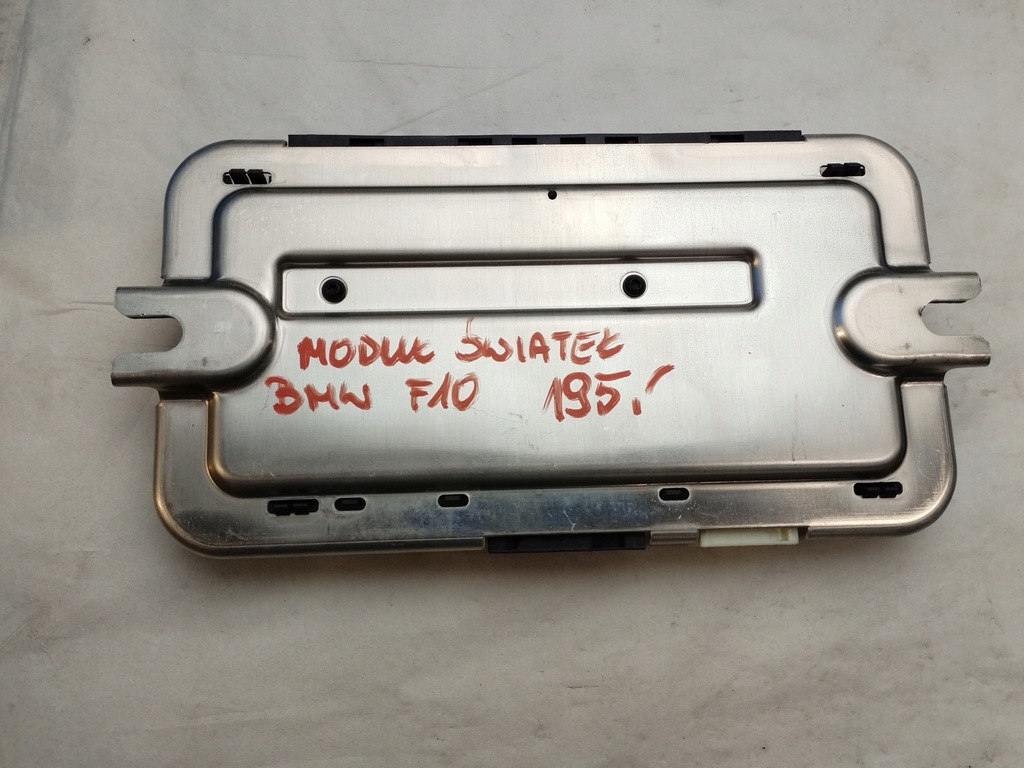 MODUŁ ŚWIATEŁ
BMW F10 195,-